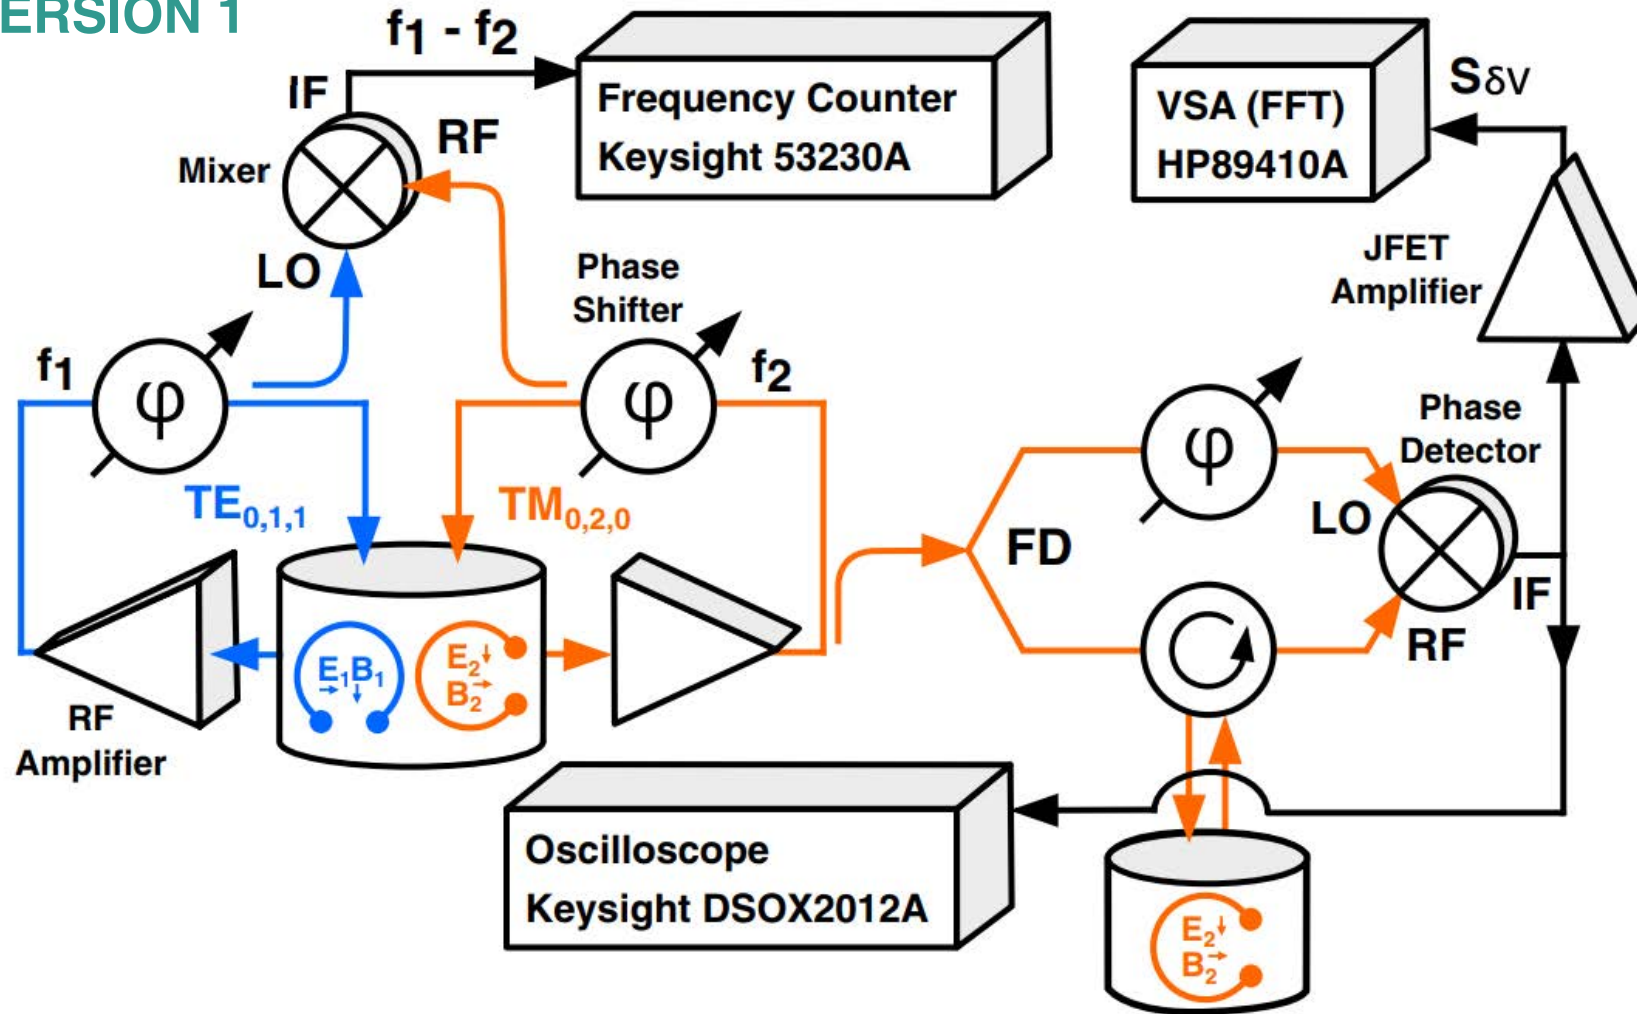 ERSION 1
f1 - f2
IF
RF
Mixer
LO
Frequency Counter
Keysight 53230A
VSA (FFT)
HP89410A
SδV
JFET
Amplifier
Phase
Shifter
f1
φ
φ
f2
φ
Phase
Detector
TE0,1,1
TM0,2,0
LO
FD
IF
RF
E1B1
E2
B2
RF
Amplifier
Oscilloscope
Keysight DSOX2012A
E2
B2